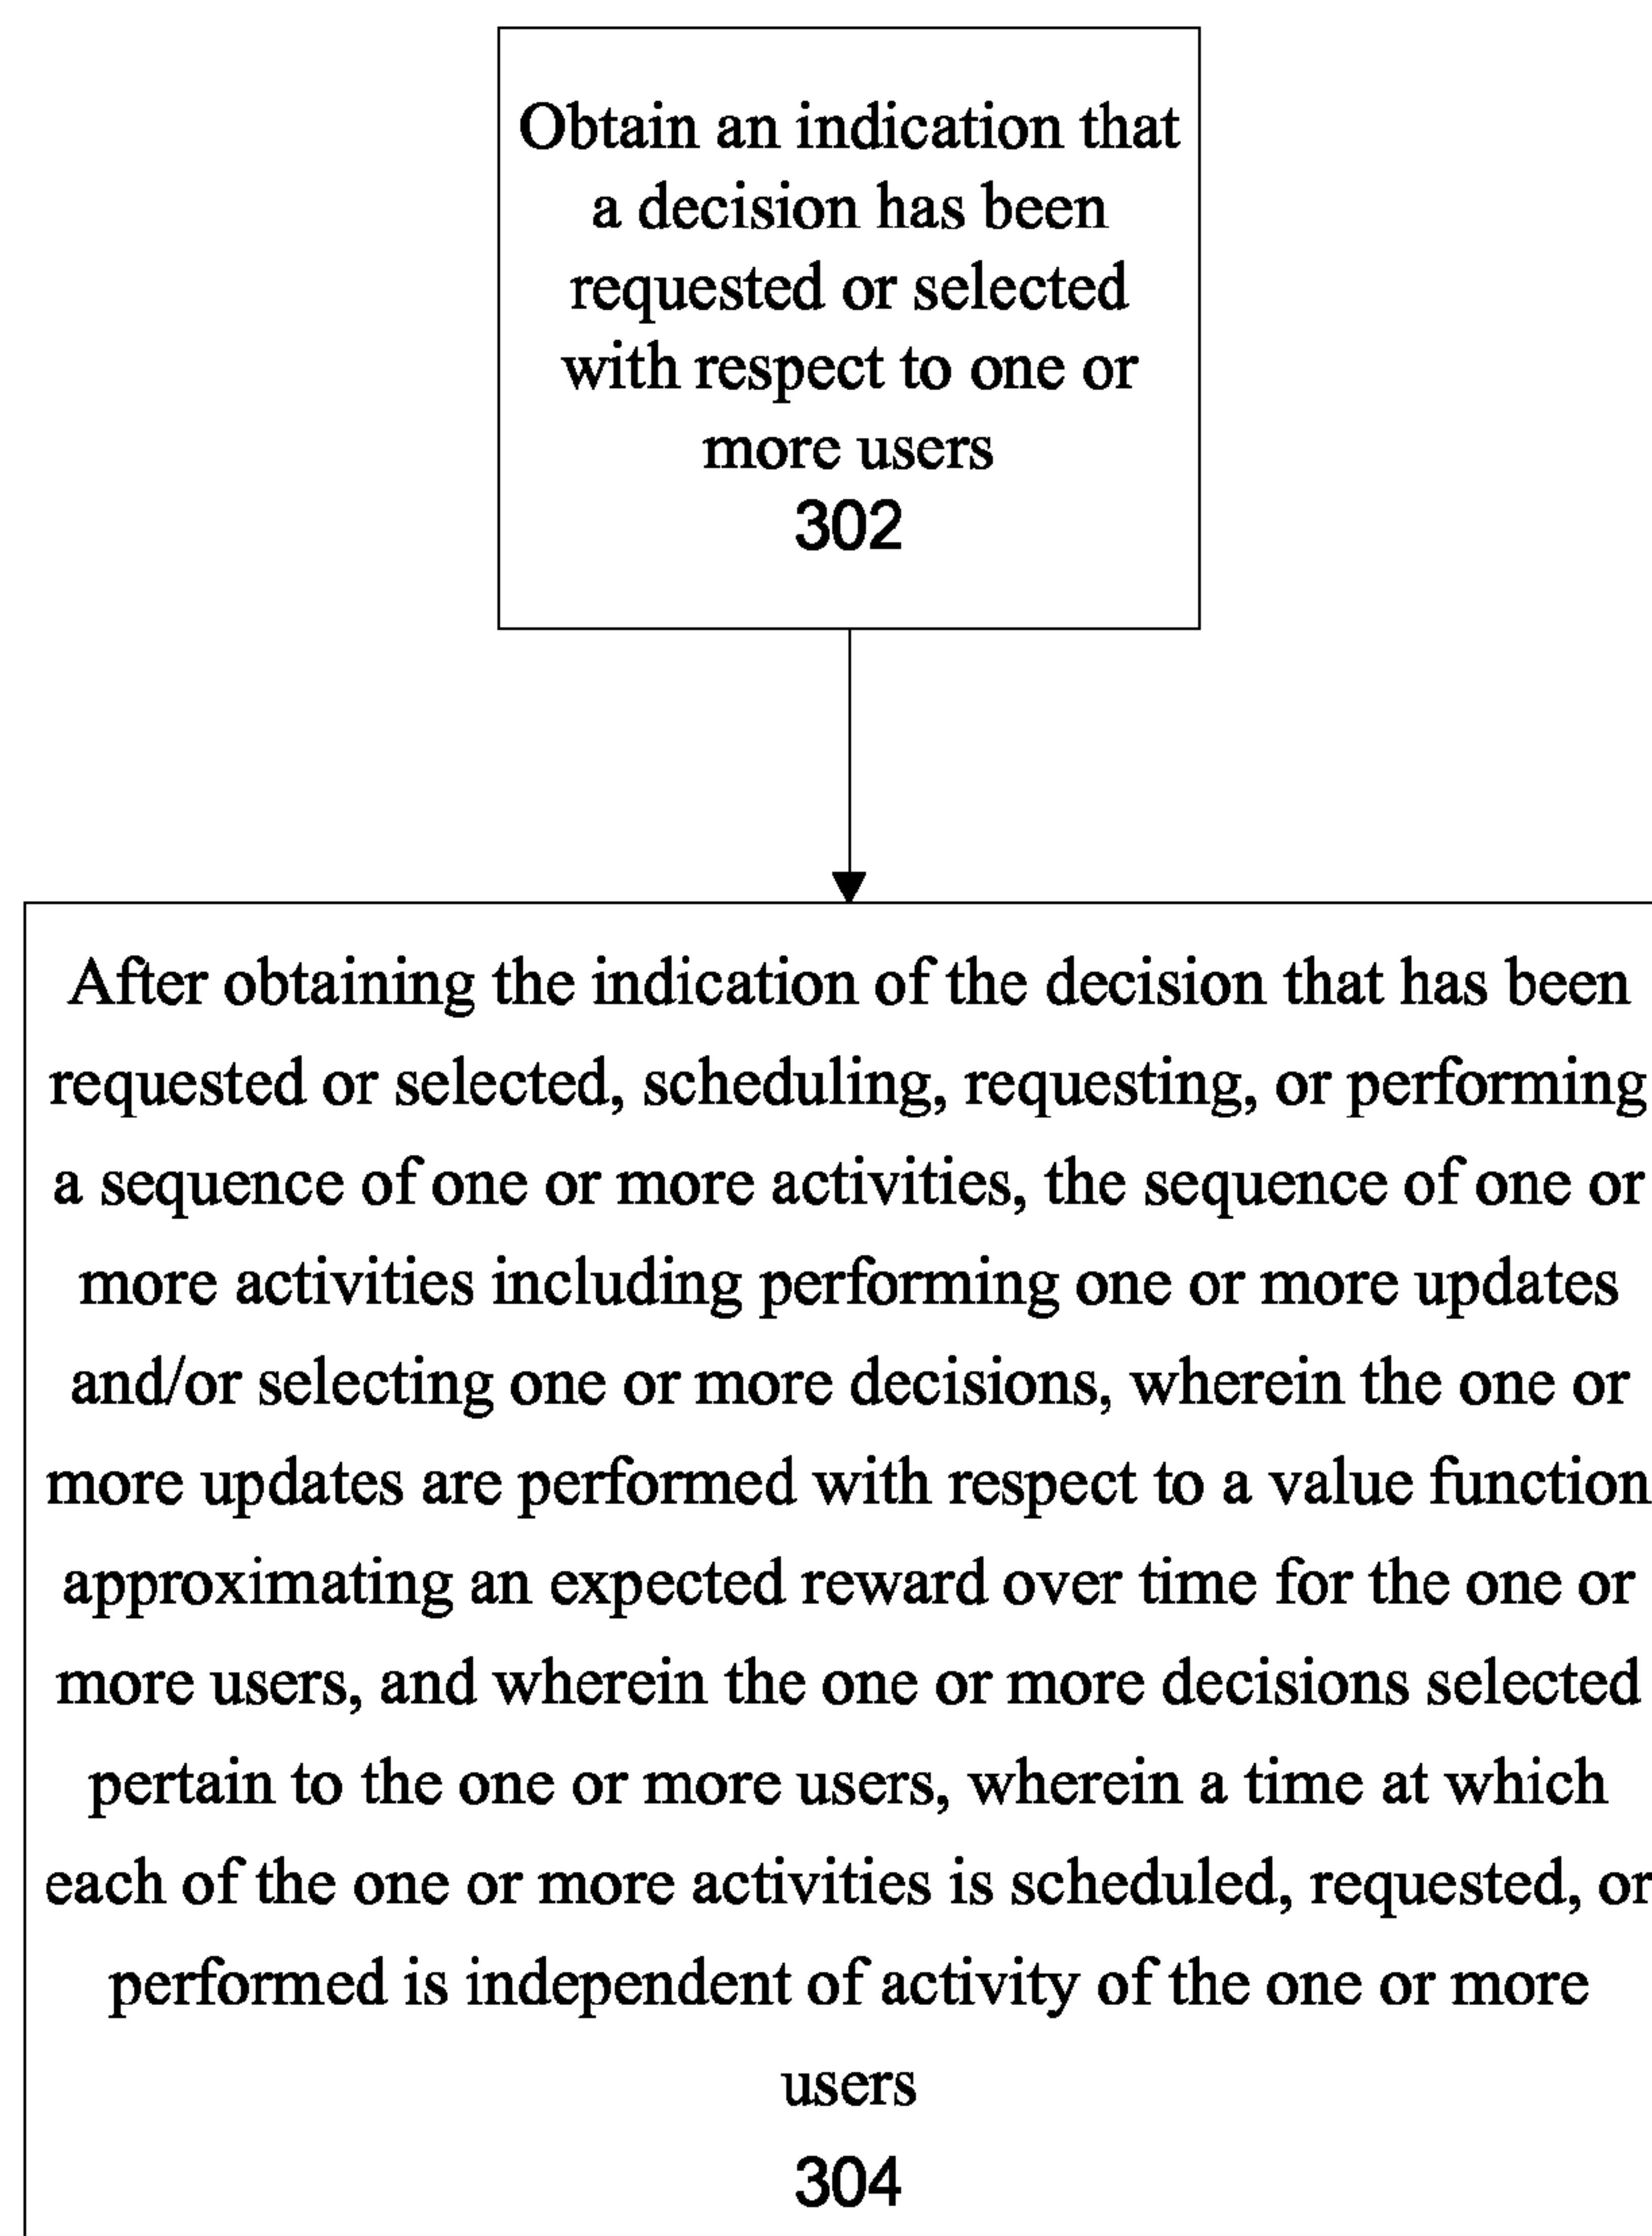 Obtain an indication that
a decision has been
requested or selected
with respect to one or
more users
302
After obtaining the indication of the decision that has been
requested or selected, scheduling, requesting, or performing
a sequence of one or more activities, the sequence of one or
more activities including performing one or more updates
and/or selecting one or more decisions, wherein the one or
more updates are performed with respect to a value function
approximating an expected reward over time for the one or
more users, and wherein the one or more decisions selected
pertain to the one or more users, wherein a time at which
each of the one or more activities is scheduled, requested, or
performed is independent of activity of the one or more
users
304